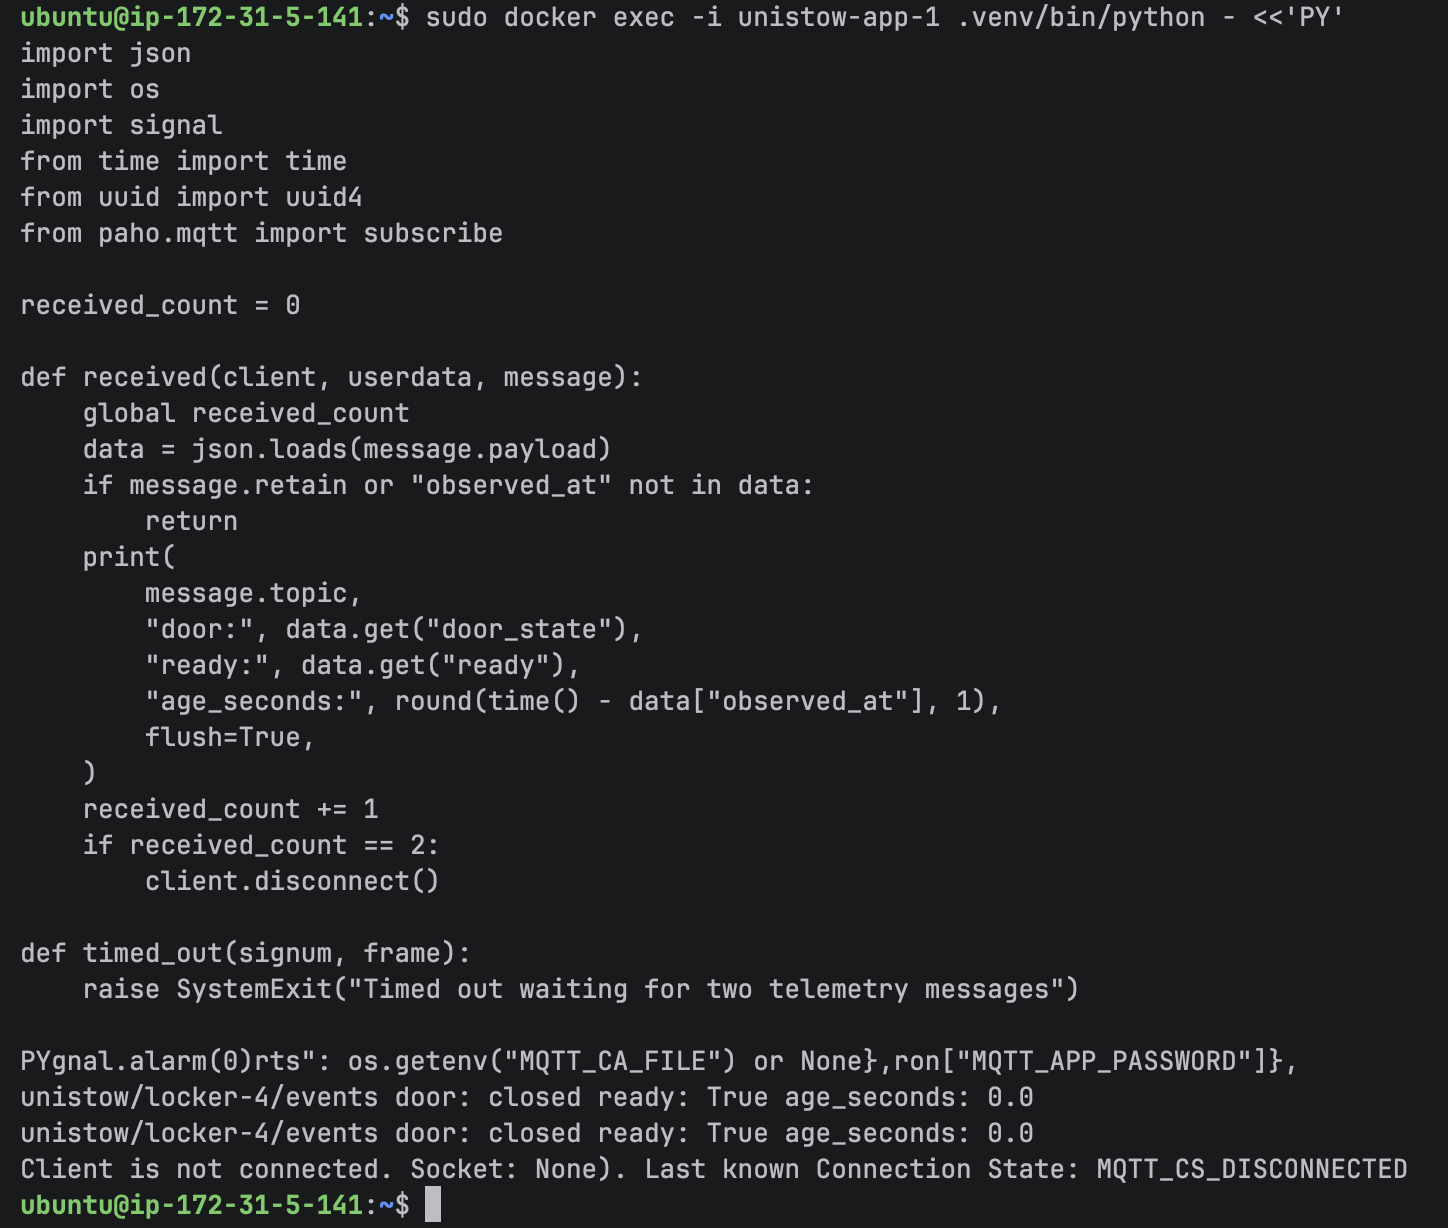 ubuntu@ip-172-31-5-141:~$ sudo docker exec -i unistow-app-1 .venv/bin/python - <<'PY'
import json
import os
import signal
from time import time
from uuid import uuid4
from paho.mqtt import subscribe

received_count = 0

def received(client, userdata, message):
    global received_count
    data = json.loads(message.payload)
    if message.retain or "observed_at" not in data:
        return
    print(
        message.topic,
        "door:", data.get("door_state"),
        "ready:", data.get("ready"),
        "age_seconds:", round(time() - data["observed_at"], 1),
        flush=True,
    )
    received_count += 1
    if received_count == 2:
        client.disconnect()

def timed_out(signum, frame):
    raise SystemExit("Timed out waiting for two telemetry messages")

PYgnal.alarm(0)rts": os.getenv("MQTT_CA_FILE") or None},ron["MQTT_APP_PASSWORD"]},
unistow/locker-4/events door: closed ready: True age_seconds: 0.0
unistow/locker-4/events door: closed ready: True age_seconds: 0.0
Client is not connected. Socket: None). Last known Connection State: MQTT_CS_DISCONNECTED
ubuntu@ip-172-31-5-141:~$